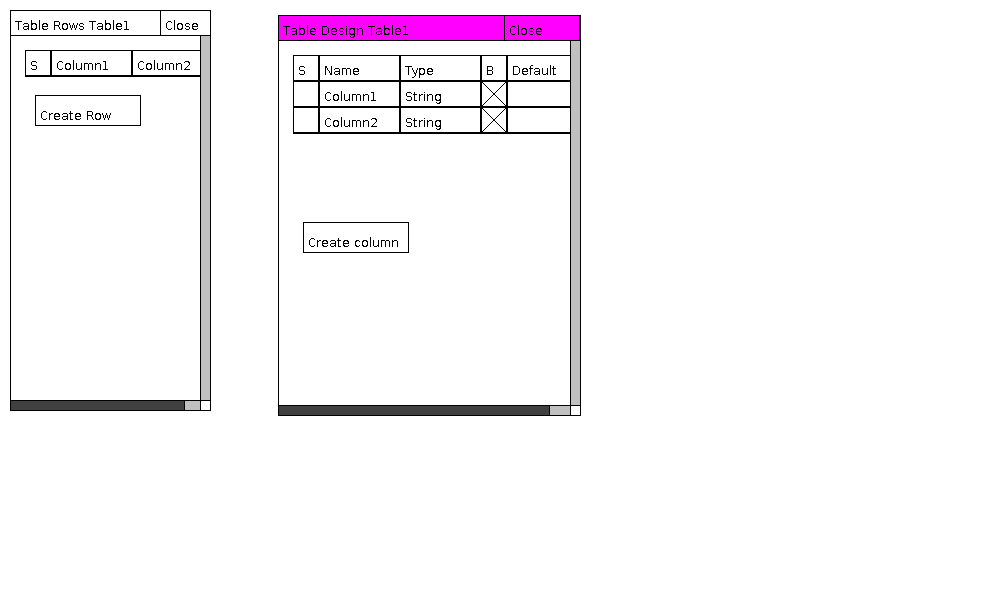 Table Rows Table1 Close
S Column1 Column2
Create Row
Table Design Table1 Close
S Name Type B Default
Column1 String
Column2 String
Create column